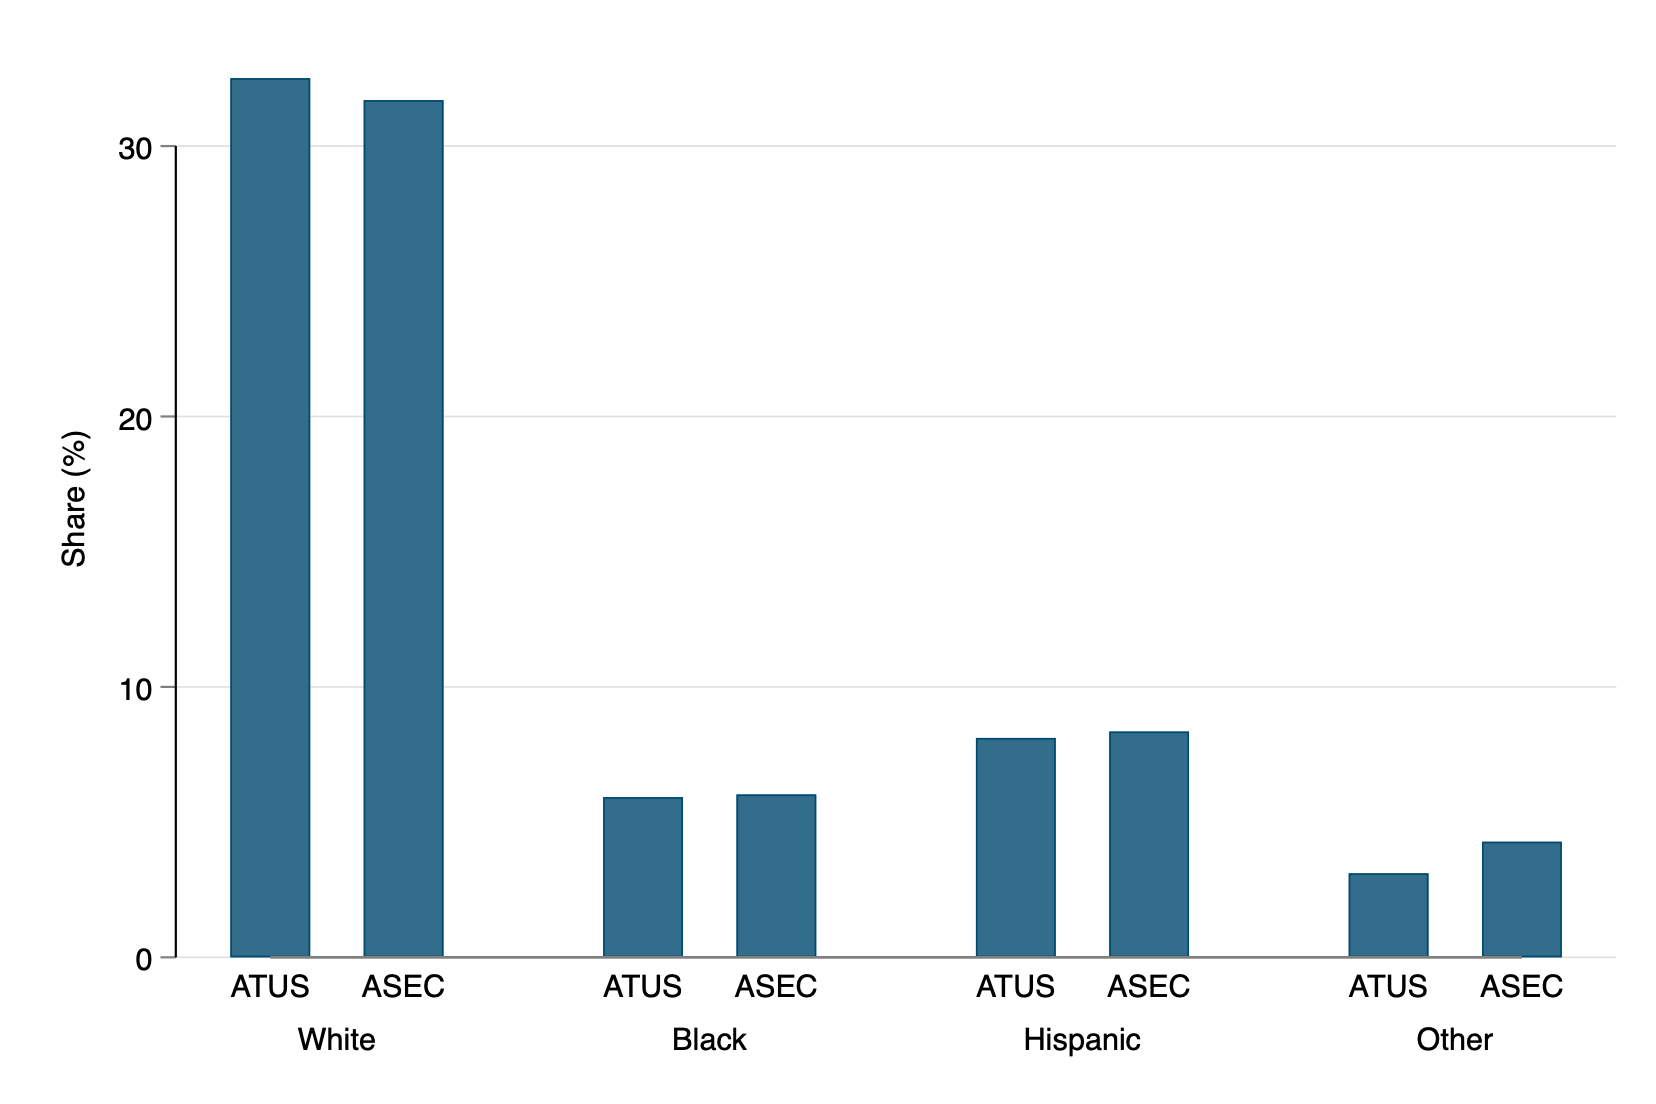 Share (%)
30
20
10
0
ATUS ASEC ATUS ASEC ATUS ASEC ATUS ASEC
White Black Hispanic Other